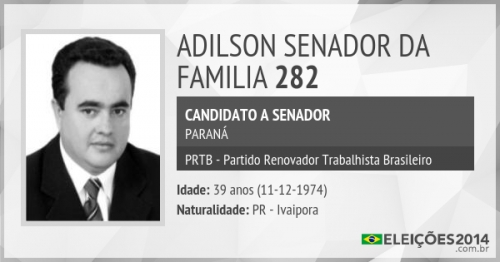 ADILSON SENADOR DA
FAMILIA 282
CANDIDATO A SENADOR
PARANÁ
PRTB - Partido Renovador Trabalhista Brasileiro
Idade: 39 anos (11-12-1974)
Naturalidade: PR - Ivaipora
ELEIÇÕES2014
.com.br